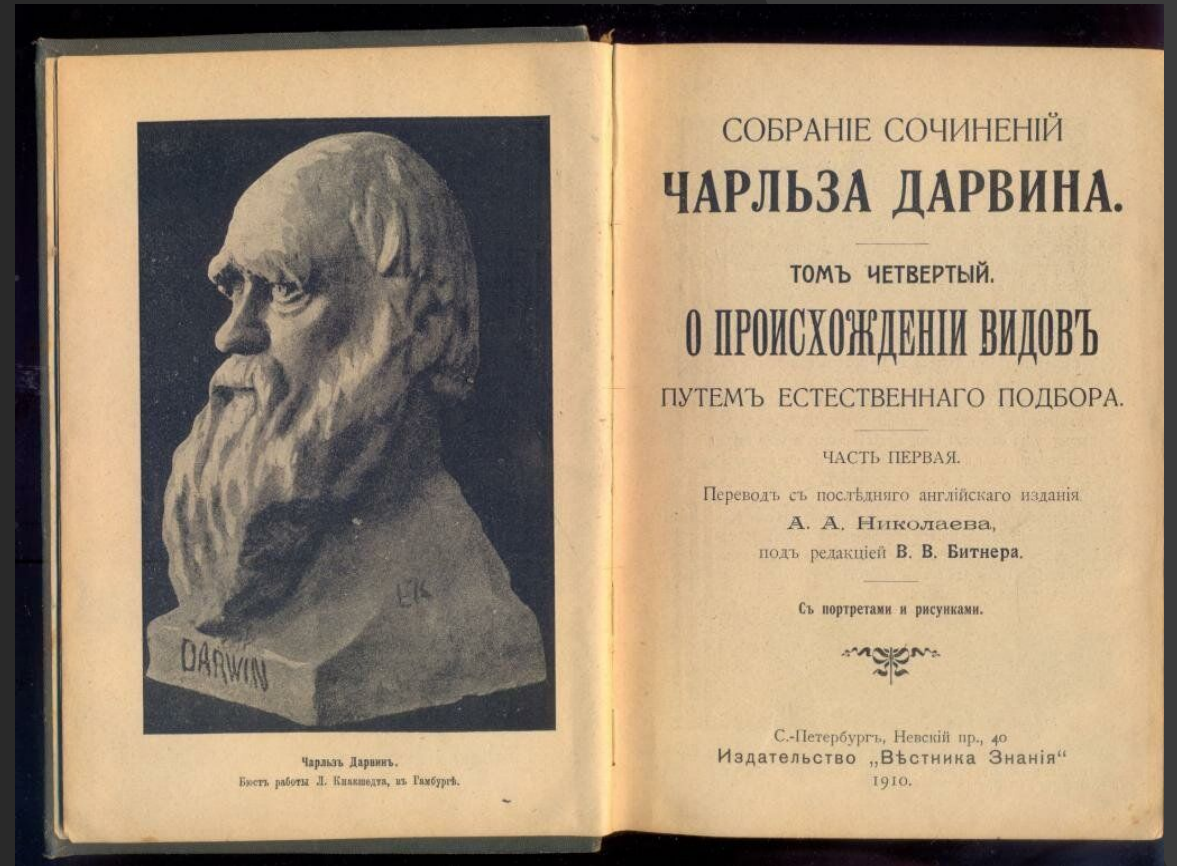 DARWIN
Чарльзъ Дарвинъ.
Бюстъ работы Л. въ Гамбургѣ.
СОБРАНІЕ СОЧИНЕНІЙ
ЧАРЛЬЗА ДАРВИНА.
ТОМЪ ЧЕТВЕРТЫЙ.
О ПРОИСХОЖДЕНІИ ВИДОВЪ
ПУТЕМЪ ЕСТЕСТВЕННАГО ПОДБОРА.
ЧАСТЬ ПЕРВАЯ.
Переводъ съ послѣдняго англійскаго изданія
А. А. Николаева,
подъ редакціей В. В. Битнера.
Съ портретами и рисунками.
С.-Петербургъ, Невскій пр., 40
Издательство „Вѣстника Знанія“
1910.